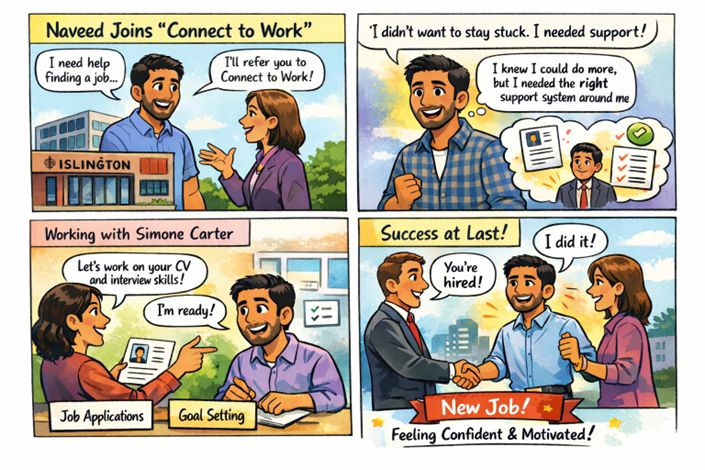 Naveed Joins “Connect to Work”
I need help
finding a job...
I'll refer you to
Connect to Work!
ISLINGTON
'I didn't want to stay stuck. I needed support!
I knew I could do more,
but I needed the right
support system around me
Working with Simone Carter
Let's work on your CV
and interview skills!
I'm ready!
Job Applications
Goal Setting
Success at Last!
You're
hired!
I did it!
New Job!
Feeling Confident & Motivated!